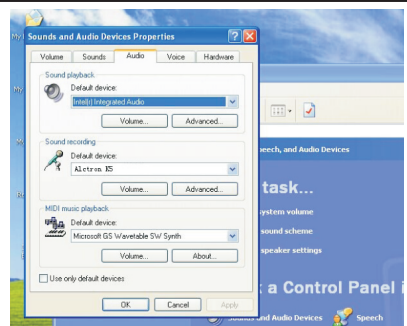 Sounds and Audio Devices Properties
Volume Sounds Audio Voice Hardware
Sound playback
Default device:
Intel(r) Integrated Audio
Volume... Advanced...
Sound recording
Default device:
Alctron K5
Volume... Advanced...
MIDI music playback
Default device:
Microsoft GS Wavetable SW Synth
Volume... About...
Use only default devices
OK Cancel Apply
peech, and Audio Devices
task...
ystem volume
sound scheme
speaker settings
a Control Panel i
Sounds and Audio Devices
Speech